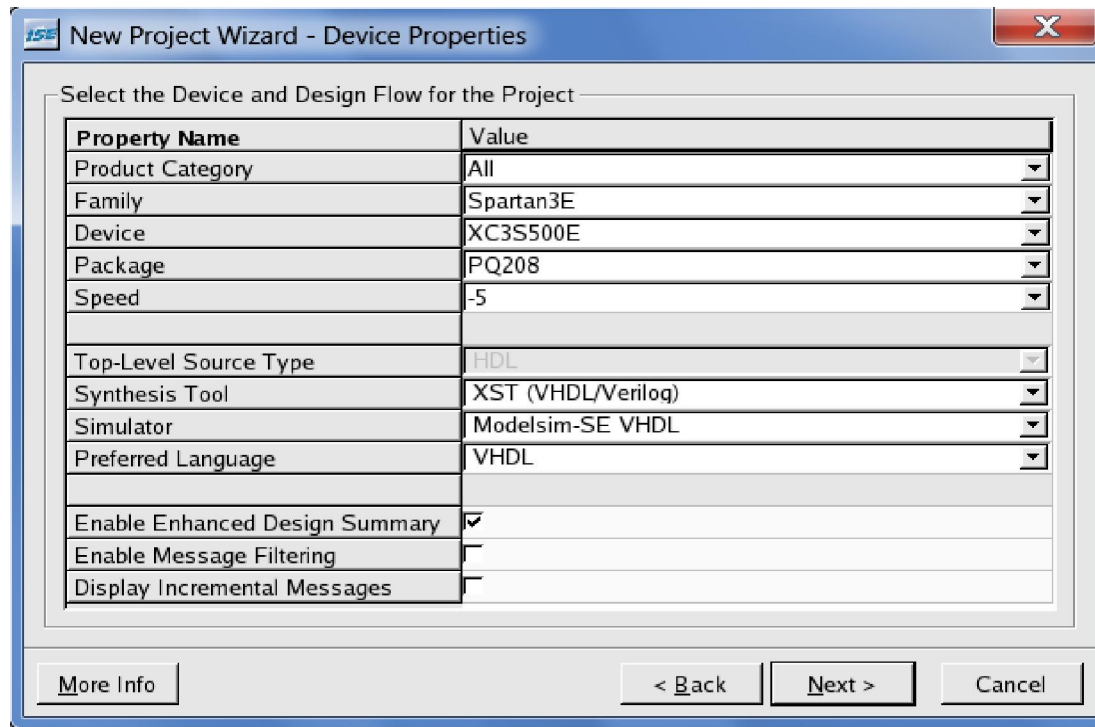 ISE New Project Wizard - Device Properties X
Select the Device and Design Flow for the Project
Property Name Value
Product Category All
Family Spartan3E
Device XC3S500E
Package PQ208
Speed -5
Top-Level Source Type HDL
Synthesis Tool XST (VHDL/Verilog)
Simulator Modelsim-SE VHDL
Preferred Language VHDL
Enable Enhanced Design Summary
Enable Message Filtering
Display Incremental Messages
More Info < Back Next > Cancel